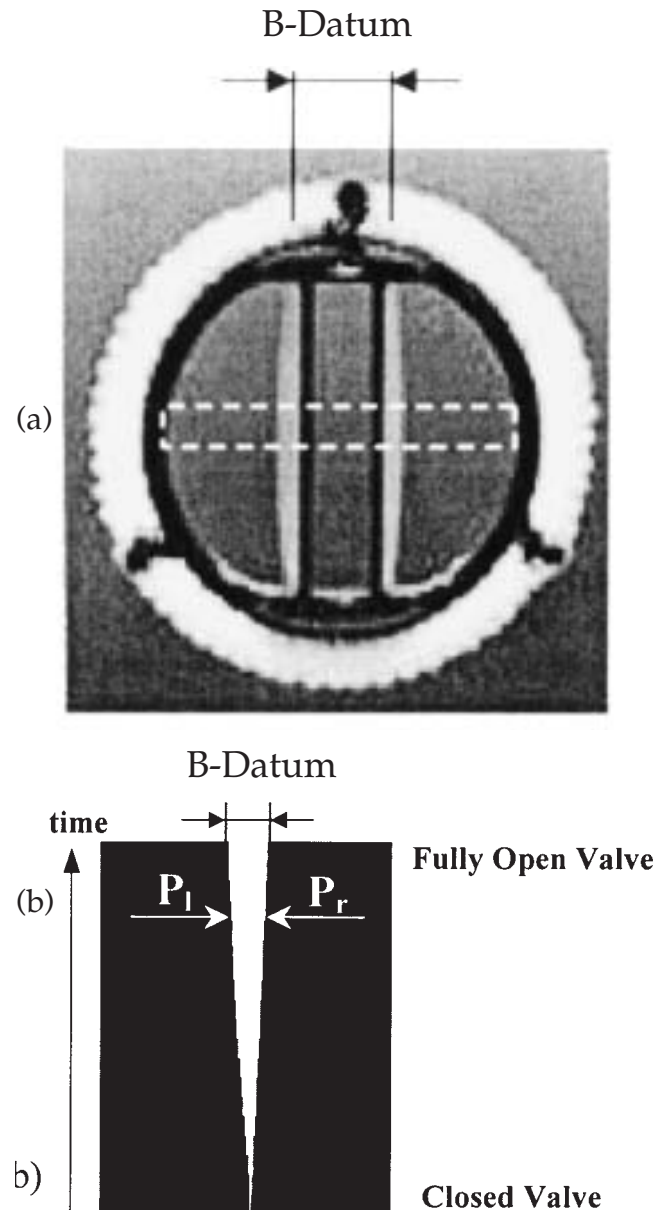 B-Datum
(a)
B-Datum
time
Fully Open Valve
(b)
P_l P_r
b)
Closed Valve